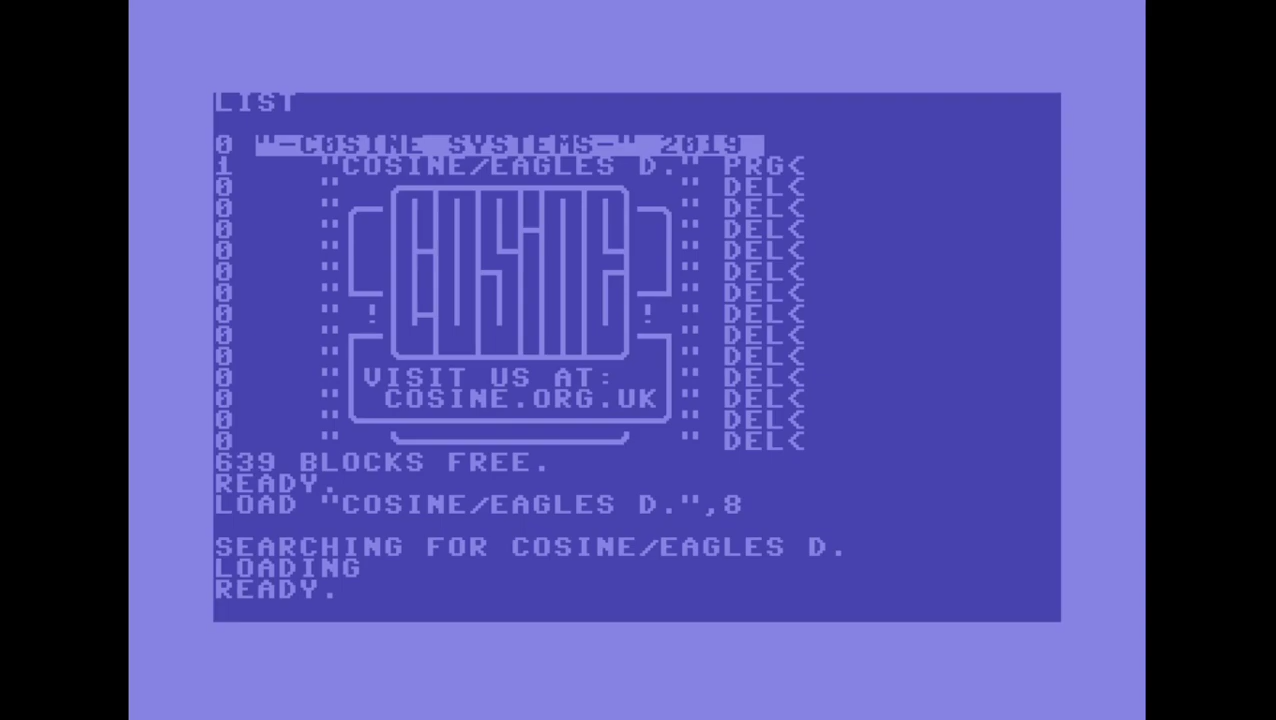 LIST
0 "-COSINE SYSTEMS-" 2019
1 "COSINE/EAGLES D." PRG<
0 " " DEL<
0 " " DEL<
0 " " DEL<
0 " " DEL<
0 " " DEL<
0 " " DEL<
0 "! COSINE !" DEL<
0 " " DEL<
0 " " DEL<
0 " VISIT US AT: " DEL<
0 " COSINE.ORG.UK " DEL<
0 " " DEL<
0 " " DEL<
639 BLOCKS FREE.
READY.
LOAD "COSINE/EAGLES D.",8
SEARCHING FOR COSINE/EAGLES D.
LOADING
READY.